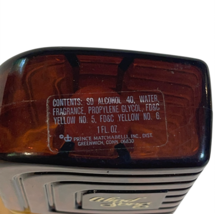 CONTENTS: SD ALCOHOL 40, WATER,
FRAGRANCE, PROPYLENE GLYCOL, FD&C
YELLOW NO. 5, FD&C YELLOW NO. 6.
1 FL. OZ
PRINCE MATCHABELLI, INC. DIST.
GREENWICH, CONN. 06830